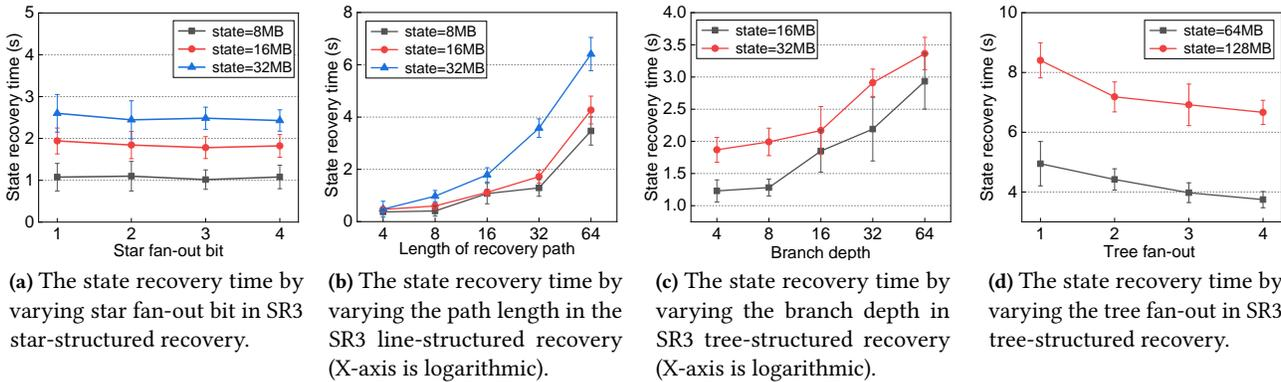 5
4
3
2
1
0
State recovery time (s)
state=8MB
state=16MB
state=32MB
1 2 3 4
Star fan-out bit
(a) The state recovery time by
varying star fan-out bit in SR3
star-structured recovery.
8
6
4
2
0
State recovery time (s)
state=8MB
state=16MB
state=32MB
4 8 16 32 64
Length of recovery path
(b) The state recovery time by
varying the path length in the
SR3 line-structured recovery
(X-axis is logarithmic).
4.0
3.5
3.0
2.5
2.0
1.5
1.0
State recovery time (s)
state=16MB
state=32MB
4 8 16 32 64
Branch depth
(c) The state recovery time by
varying the branch depth in
SR3 tree-structured recovery
(X-axis is logarithmic).
10
8
6
4
State recovery time (s)
state=64MB
state=128MB
1 2 3 4
Tree fan-out
(d) The state recovery time by
varying the tree fan-out in SR3
tree-structured recovery.